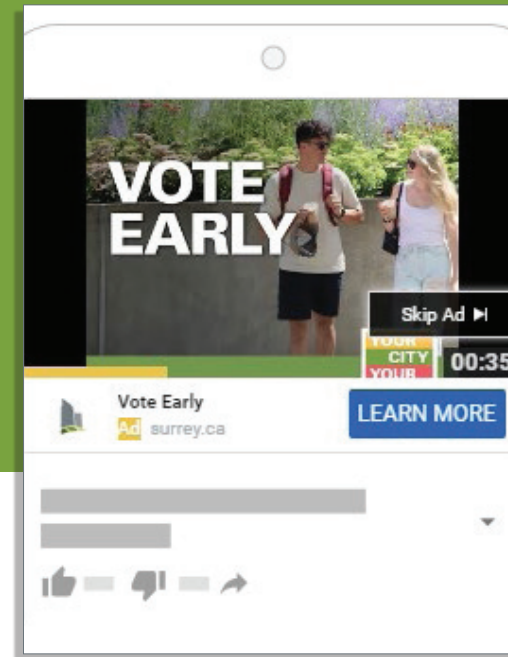 VOTE
EARLY
Skip Ad
YOUR
CITY
YOUR
00:35
Vote Early
Ad surrey.ca
LEARN MORE